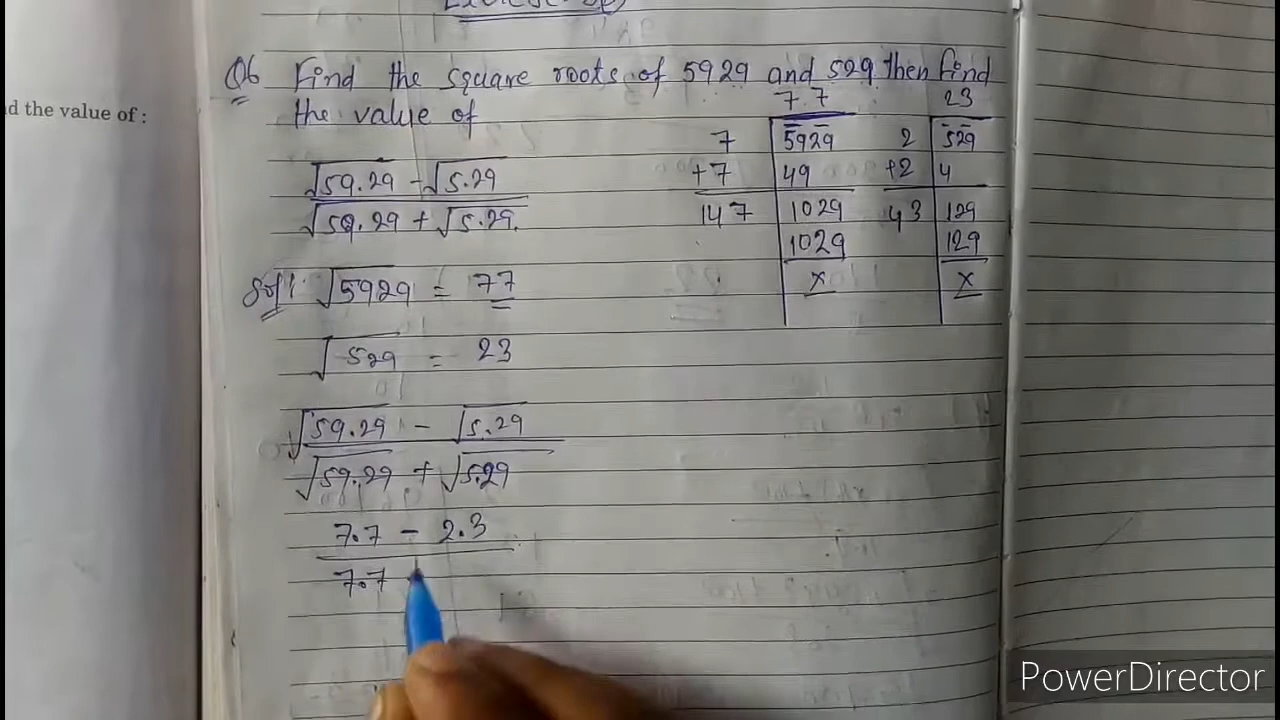 d the value of :
Q6 Find the square roots of 5929 and 529 then find
the value of
√59.29 - √5.29
√59.29 + √5.29.
7.7
7 5929
+7 49
147 1029
1029
x
23
2 529
+2 4
43 129
129
x
Sol: √5929 = 77
√529 = 23
√59.29 - √5.29
√59.29 + √5.29
7.7 - 2.3
7.7
PowerDirector